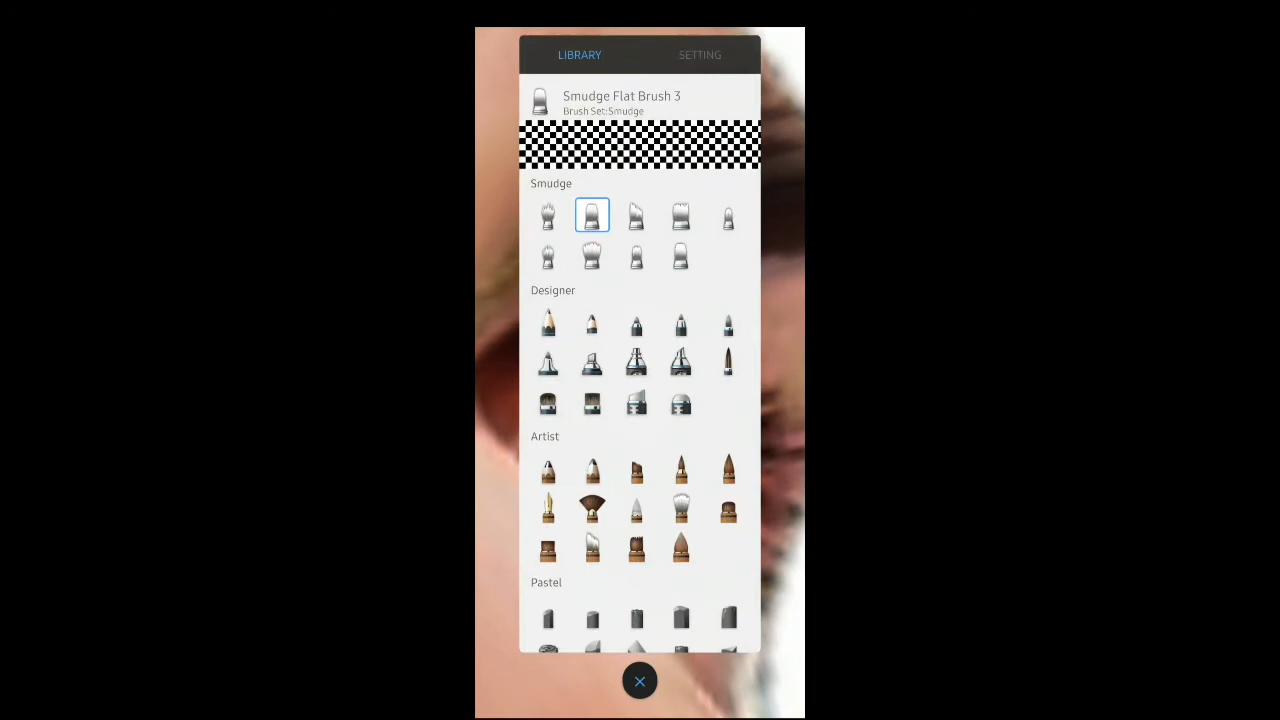 LIBRARY SETTING
Smudge Flat Brush 3
Brush Set:Smudge
Smudge
Designer
Artist
Pastel